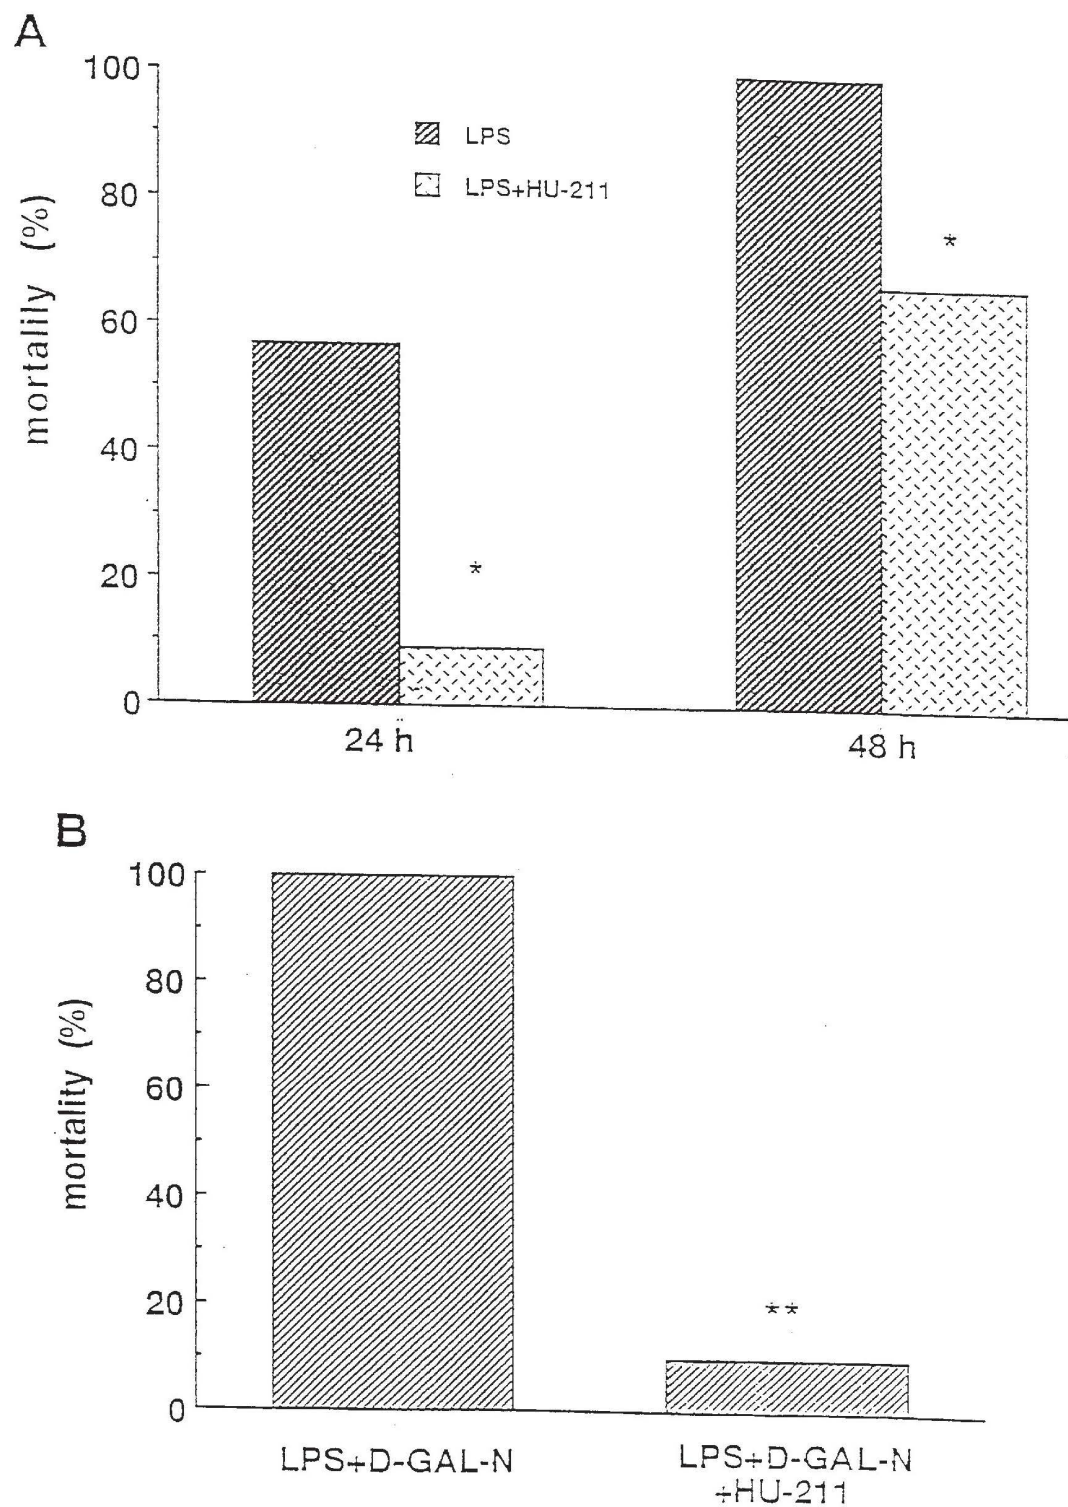 A
100
80
60
40
20
0
mortalily (%)
LPS
LPS+HU-211
*
*
24 h
48 h
B
100
80
60
40
20
0
mortality (%)
**
LPS+D-GAL-N
LPS+D-GAL-N
+HU-211